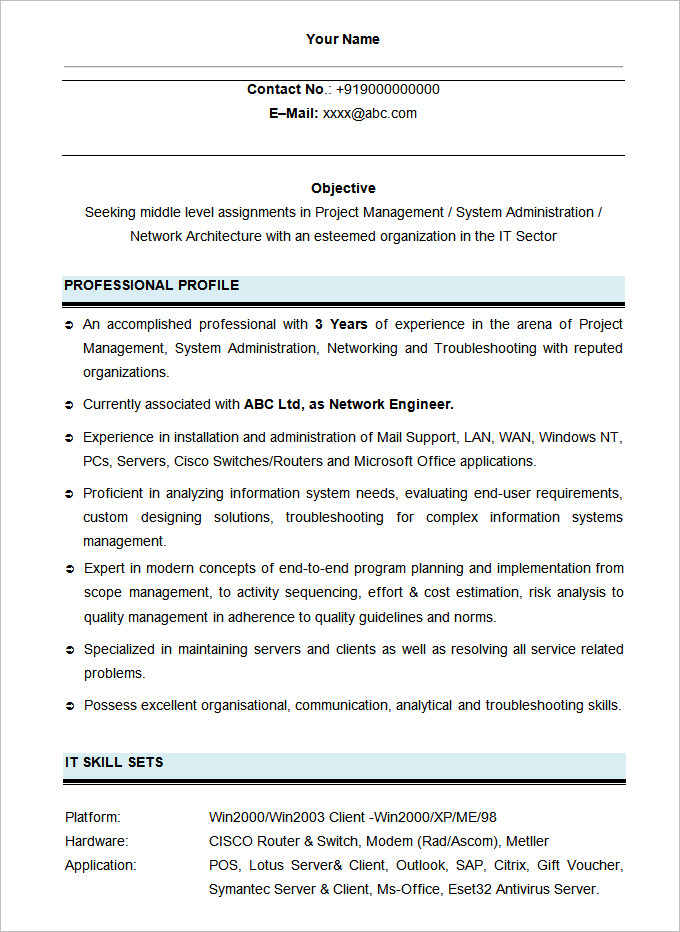 Your Name
Contact No.: +919000000000
E–Mail: xxxx@abc.com
Objective
Seeking middle level assignments in Project Management / System Administration /
Network Architecture with an esteemed organization in the IT Sector
PROFESSIONAL PROFILE
An accomplished professional with 3 Years of experience in the arena of Project
Management, System Administration, Networking and Troubleshooting with reputed
organizations.
Currently associated with ABC Ltd, as Network Engineer.
Experience in installation and administration of Mail Support, LAN, WAN, Windows NT,
PCs, Servers, Cisco Switches/Routers and Microsoft Office applications.
Proficient in analyzing information system needs, evaluating end-user requirements,
custom designing solutions, troubleshooting for complex information systems
management.
Expert in modern concepts of end-to-end program planning and implementation from
scope management, to activity sequencing, effort & cost estimation, risk analysis to
quality management in adherence to quality guidelines and norms.
Specialized in maintaining servers and clients as well as resolving all service related
problems.
Possess excellent organisational, communication, analytical and troubleshooting skills.
IT SKILL SETS
Platform: Win2000/Win2003 Client -Win2000/XP/ME/98
Hardware: CISCO Router & Switch, Modem (Rad/Ascom), Metller
Application: POS, Lotus Server& Client, Outlook, SAP, Citrix, Gift Voucher,
Symantec Server & Client, Ms-Office, Eset32 Antivirus Server.